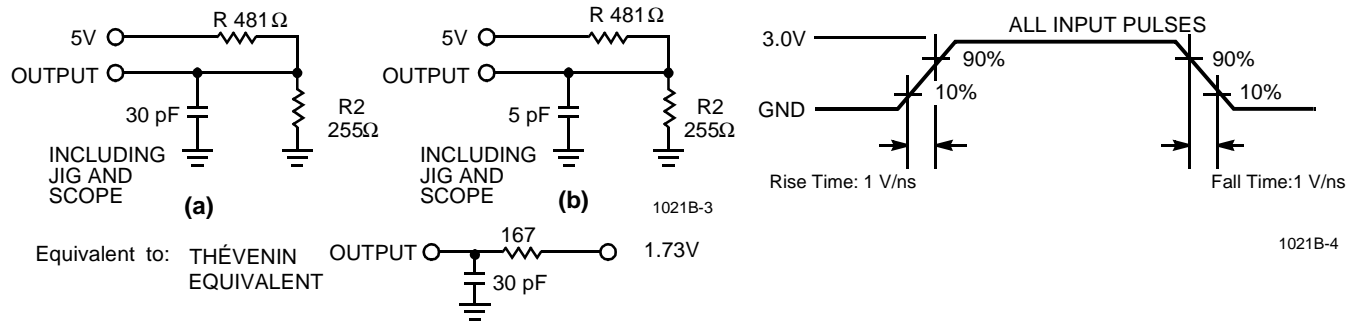 R 481Ω
5V
OUTPUT
30 pF
R2
255Ω
INCLUDING
JIG AND
SCOPE
(a)
R 481Ω
5V
OUTPUT
5 pF
R2
255Ω
INCLUDING
JIG AND
SCOPE
(b)
1021B-3
ALL INPUT PULSES
3.0V
90%
90%
10%
10%
GND
Rise Time: 1 V/ns
Fall Time:1 V/ns
1021B-4
Equivalent to:
THÉVENIN
EQUIVALENT
OUTPUT
167
1.73V
30 pF